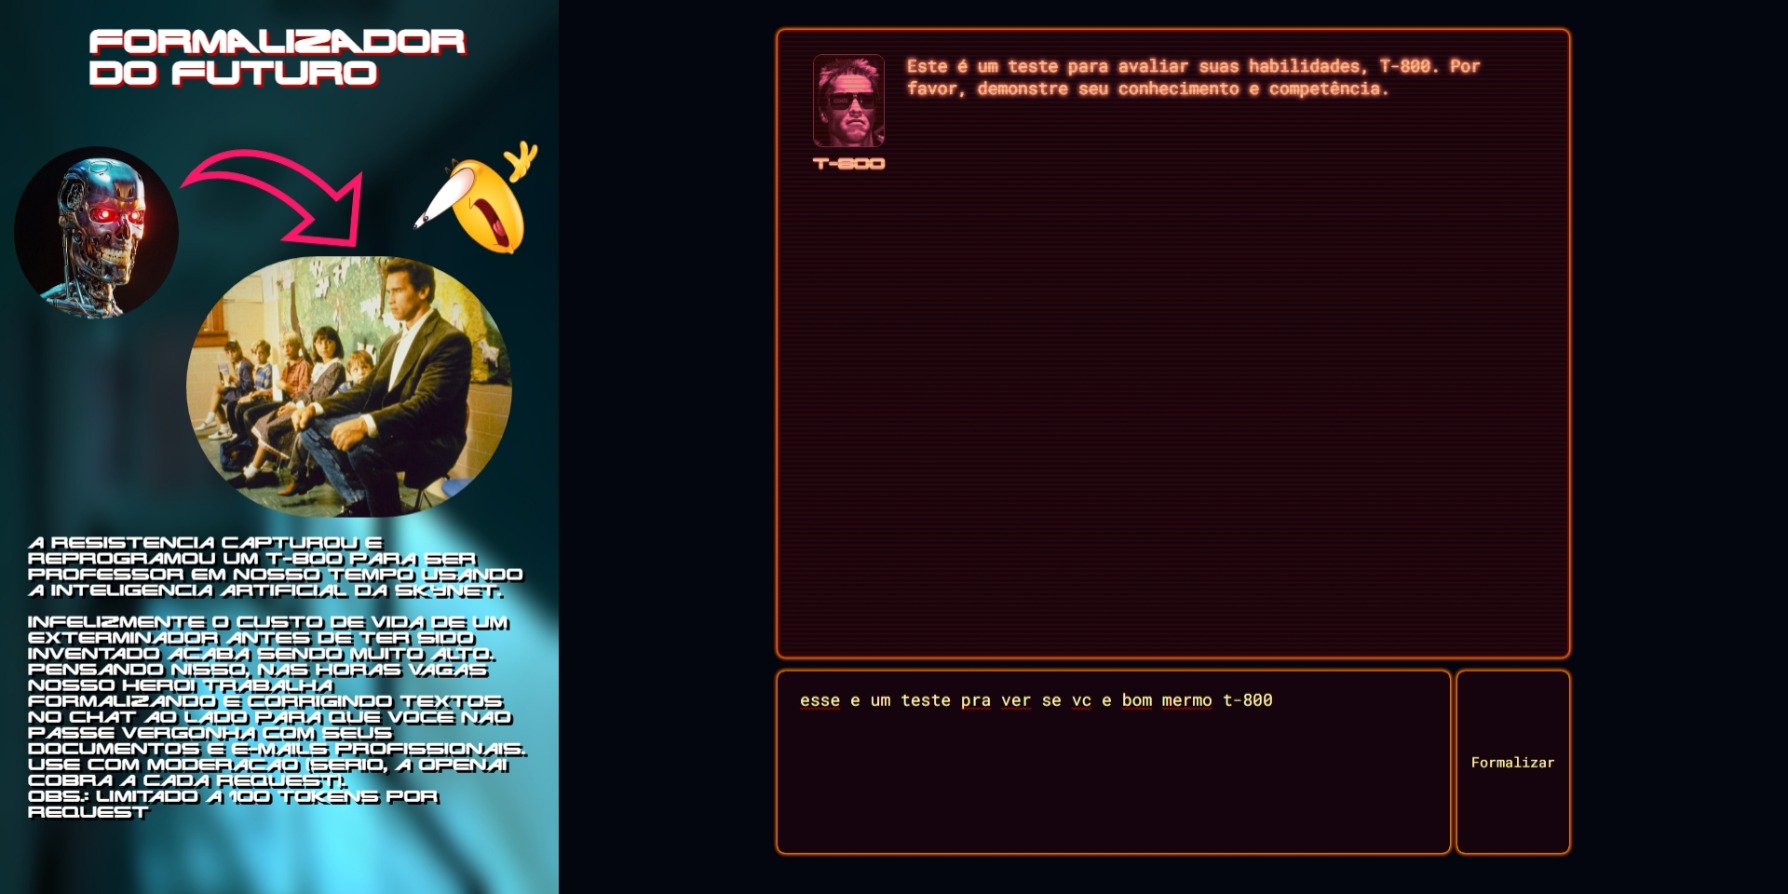 FORMALIZADOR
DO FUTURO
A RESISTENCIA CAPTUROU E
REPROGRAMOU UM T-800 PARA SER
PROFESSOR EM NOSSO TEMPO USANDO
A INTELIGENCIA ARTIFICIAL DA SKYNET.
INFELIZMENTE O CUSTO DE VIDA DE UM
EXTERMINADOR ANTES DE TER SIDO
INVENTADO ACABA SENDO MUITO ALTO.
PENSANDO NISSO, NAS HORAS VAGAS
NOSSO HEROI TRABALHA
FORMALIZANDO E CORRIGINDO TEXTOS
NO CHAT AO LADO PARA QUE VOCE NAO
PASSE VERGONHA COM SEUS
DOCUMENTOS E E-MAILS PROFISSIONAIS.
USE COM MODERACAO (SERIO, A OPENAI
COBRA A CADA REQUEST).
OBS.: LIMITADO A 100 TOKENS POR
REQUEST
Este é um teste para avaliar suas habilidades, T-800. Por
favor, demonstre seu conhecimento e competência.
T-800
esse e um teste pra ver se vc e bom mermo t-800
Formalizar